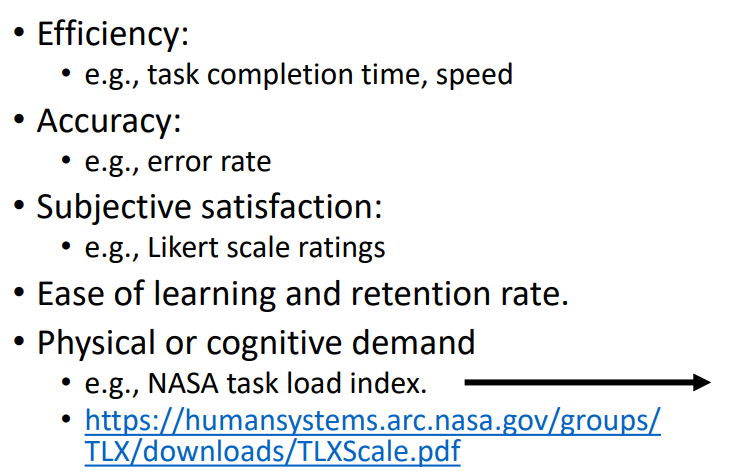 • Efficiency:
• e.g., task completion time, speed
• Accuracy:
• e.g., error rate
• Subjective satisfaction:
• e.g., Likert scale ratings
• Ease of learning and retention rate.
• Physical or cognitive demand
• e.g., NASA task load index.
• https://humansystems.arc.nasa.gov/groups/
TLX/downloads/TLXScale.pdf